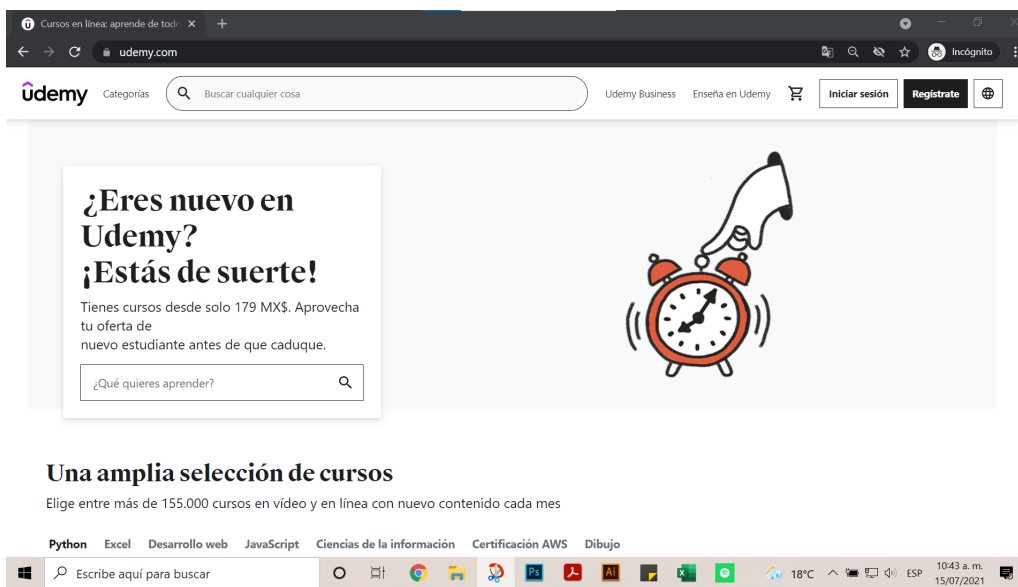 Cursos en línea: aprende de todo
udemy.com
Incógnito
ûdemy
Categorías
Buscar cualquier cosa
Udemy Business
Enseña en Udemy
Iniciar sesión
Regístrate
¿Eres nuevo en
Udemy?
¡Estás de suerte!
Tienes cursos desde solo 179 MX$. Aprovecha
tu oferta de
nuevo estudiante antes de que caduque.
¿Qué quieres aprender?
Una amplia selección de cursos
Elige entre más de 155.000 cursos en vídeo y en línea con nuevo contenido cada mes
Python Excel Desarrollo web JavaScript Ciencias de la información Certificación AWS Dibujo
Escribe aquí para buscar
Ps
Ai
18°C
ESP
10:43 a. m.
15/07/2021